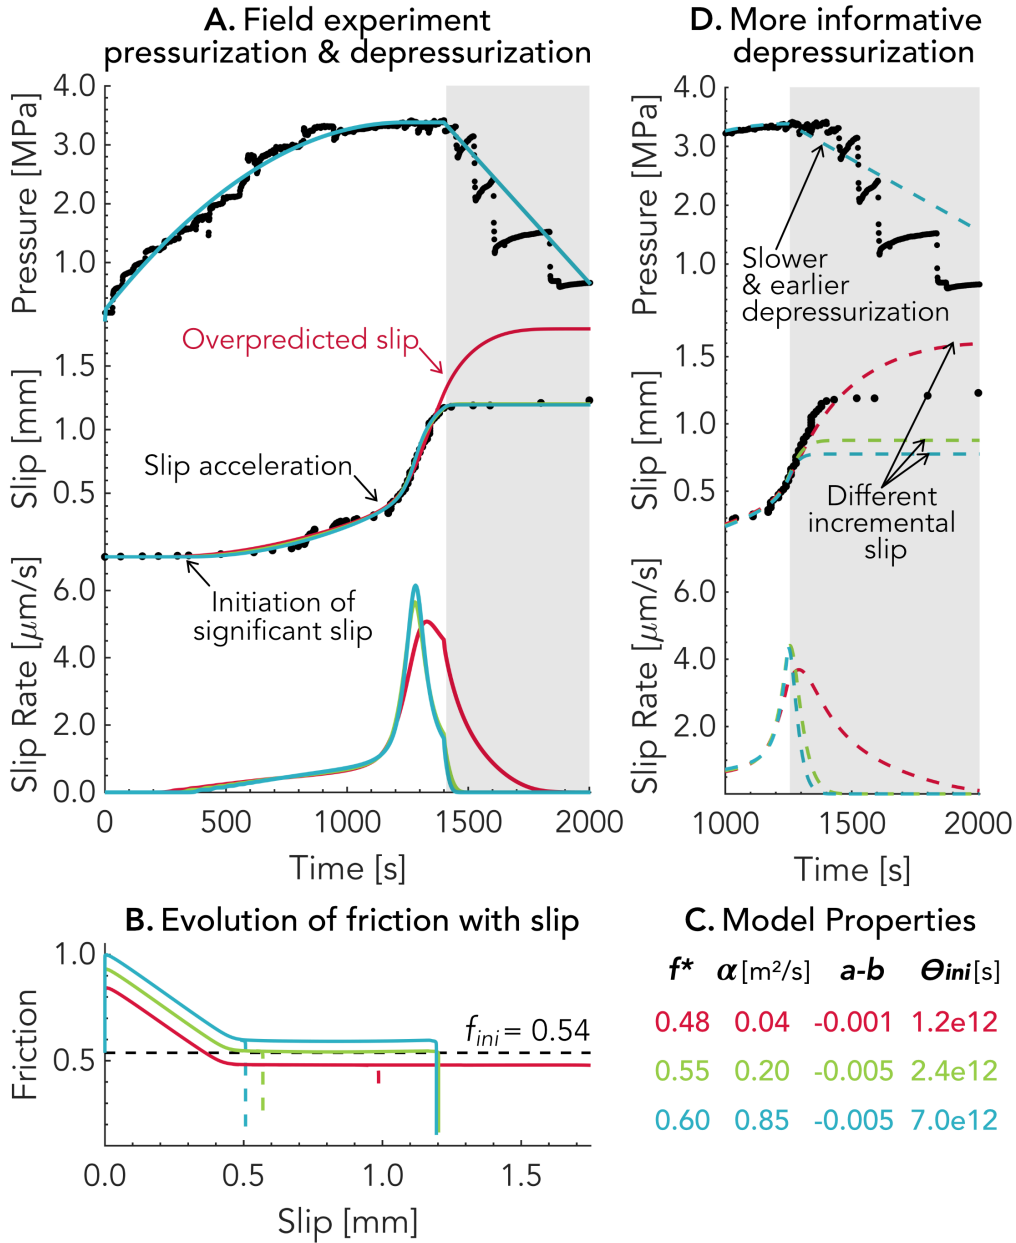 A. Field experiment
pressurization & depressurization
Pressure [MPa]
4.0
3.0
2.0
1.0
Overpredicted slip
Slip [mm]
1.5
1.0
0.5
Slip acceleration
Initiation of
significant slip
Slip Rate [μm/s]
6.0
4.0
2.0
0.0
0 500 1000 1500 2000
Time [s]
D. More informative
depressurization
Pressure [MPa]
4.0
3.0
2.0
1.0
Slower
& earlier
depressurization
Slip [mm]
1.5
1.0
0.5
Different
incremental
slip
Slip Rate [μm/s]
6.0
4.0
2.0
1000 1500 2000
Time [s]
B. Evolution of friction with slip
Friction
1.0
0.5
fini = 0.54
0.0 0.5 1.0 1.5
Slip [mm]
C. Model Properties
f* α [m²/s] a-b Θini [s]
0.48 0.04 -0.001 1.2e12
0.55 0.20 -0.005 2.4e12
0.60 0.85 -0.005 7.0e12